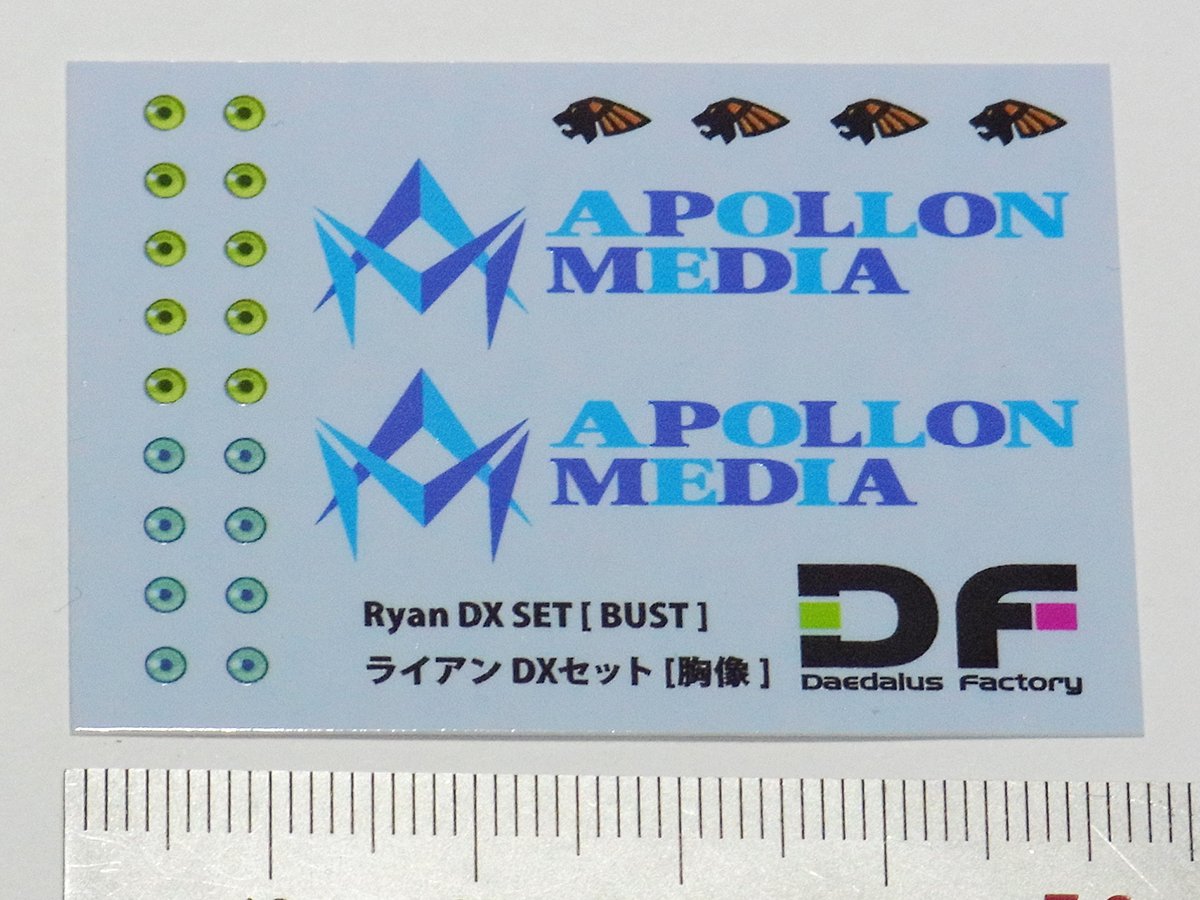 APOLLON
MEDIA
APOLLON
MEDIA
Ryan DX SET [ BUST ]
ライアン DXセット [胸像 ]
DF
Daedalus Factory